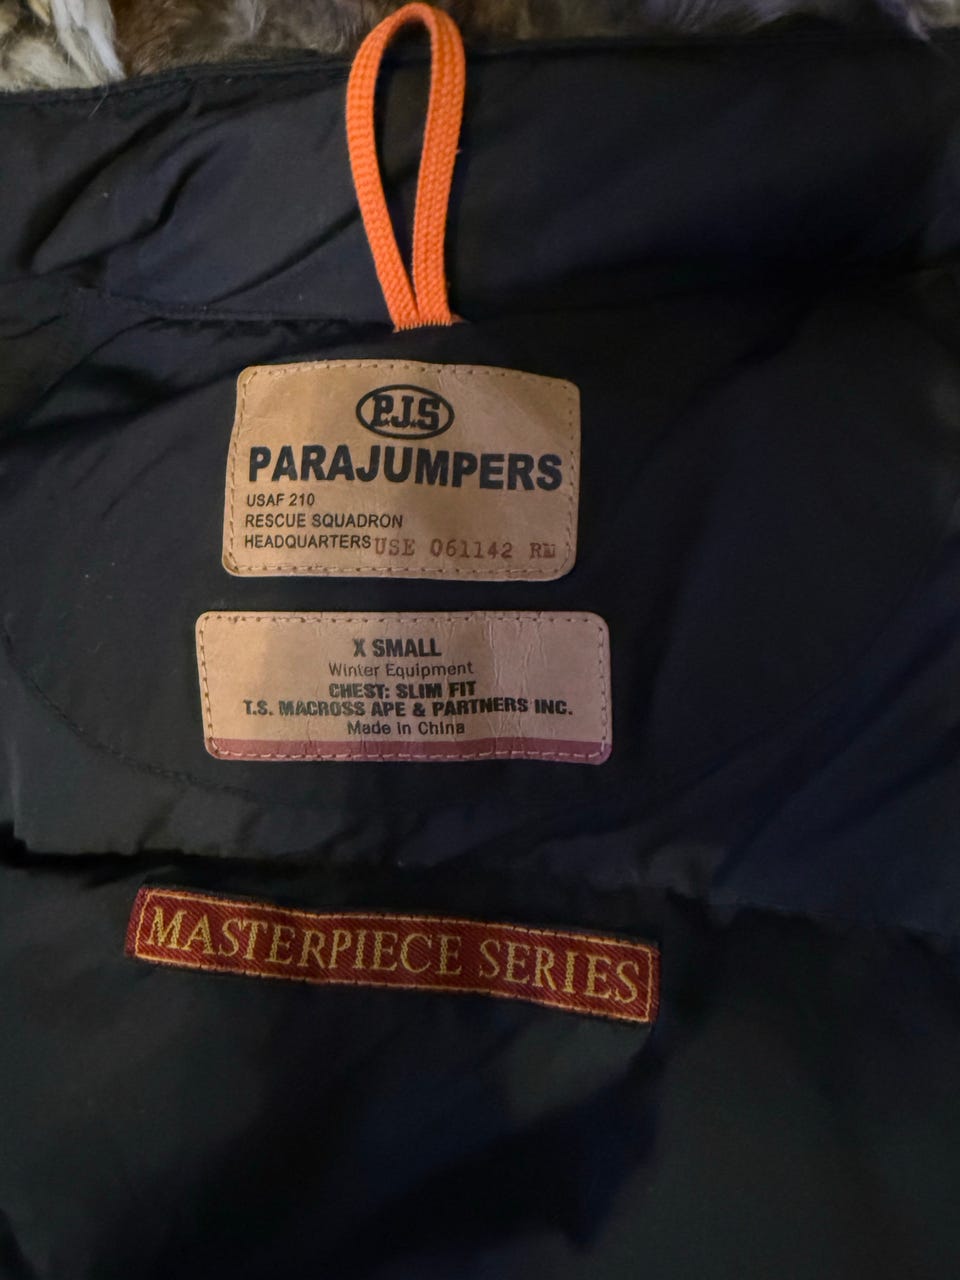 P.J.S
PARAJUMPERS
USAF 210
RESCUE SQUADRON
HEADQUARTERS USE 061142 RM
X SMALL
Winter Equipment
CHEST: SLIM FIT
T.S. MACROSS APE & PARTNERS INC.
Made in China
MASTERPIECE SERIES